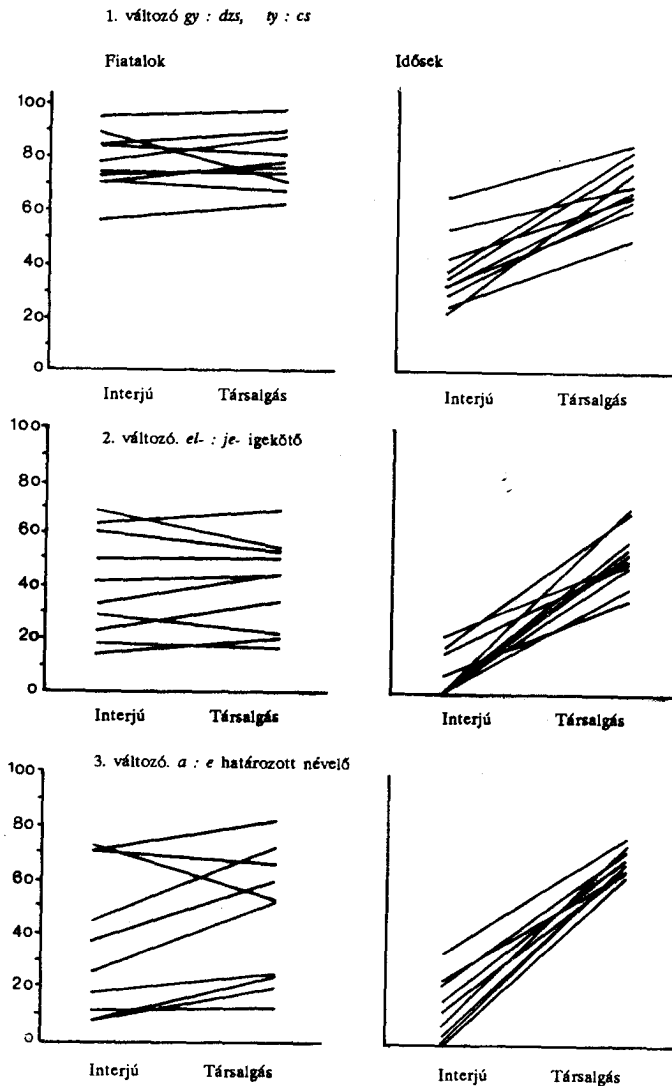 1. változó gy : dzs, ty : cs
Fiatalok
Idősek
100
80
60
40
20
0
Interjú Társalgás
Interjú Társalgás
2. változó. el- : je- igekötő
100
80
60
40
20
0
Interjú Társalgás
Interjú Társalgás
3. változó. a : e határozott névelő
100
80
60
40
20
0
Interjú Társalgás
Interjú Társalgás